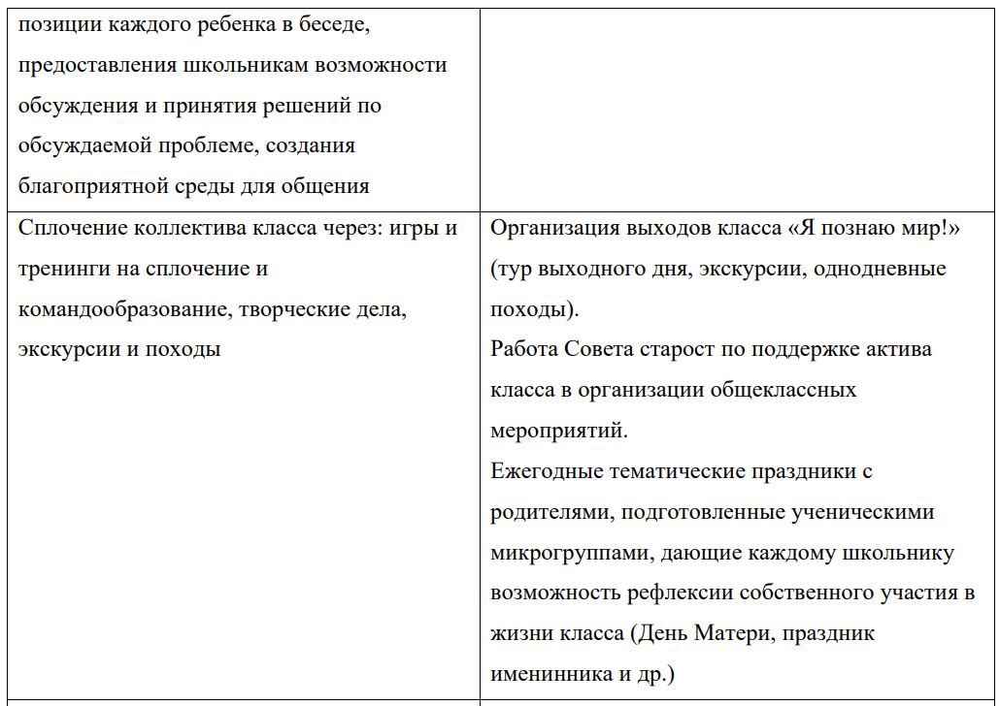 позиции каждого ребенка в беседе,
предоставления школьникам возможности
обсуждения и принятия решений по
обсуждаемой проблеме, создания
благоприятной среды для общения
Сплочение коллектива класса через: игры и
тренинги на сплочение и
командообразование, творческие дела,
экскурсии и походы
Организация выходов класса «Я познаю мир!»
(тур выходного дня, экскурсии, однодневные
походы).
Работа Совета старост по поддержке актива
класса в организации общеклассных
мероприятий.
Ежегодные тематические праздники с
родителями, подготовленные ученическими
микрогруппами, дающие каждому школьнику
возможность рефлексии собственного участия в
жизни класса (День Матери, праздник
именинника и др.)